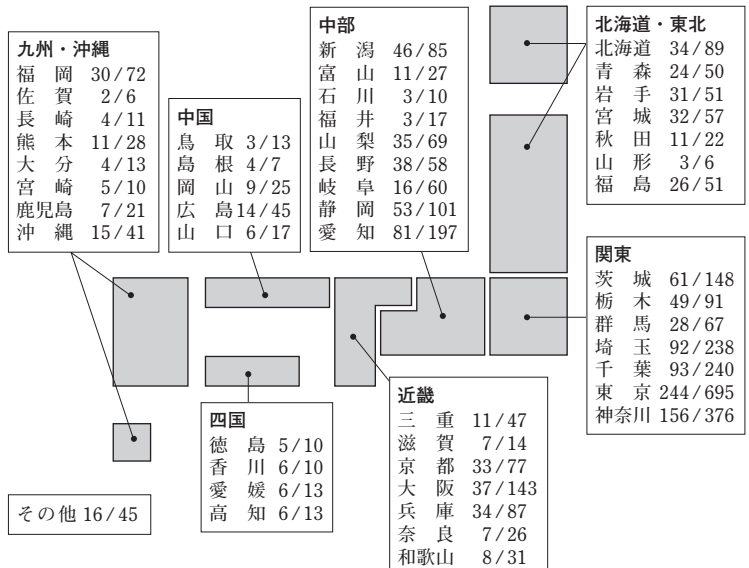 九州・沖縄
福岡 30/72
佐賀 2/6
長崎 4/11
熊本 11/28
大分 4/13
宮崎 5/10
鹿児島 7/21
沖縄 15/41
中国
鳥取 3/13
島根 4/7
岡山 9/25
広島 14/45
山口 6/17
中部
新潟 46/85
富山 11/27
石川 3/10
福井 3/17
山梨 35/69
長野 38/58
岐阜 16/60
静岡 53/101
愛知 81/197
北海道・東北
北海道 34/89
青森 24/50
岩手 31/51
宮城 32/57
秋田 11/22
山形 3/6
福島 26/51
関東
茨城 61/148
栃木 49/91
群馬 28/67
埼玉 92/238
千葉 93/240
東京 244/695
神奈川 156/376
近畿
三重 11/47
滋賀 7/14
京都 33/77
大阪 37/143
兵庫 34/87
奈良 7/26
和歌山 8/31
四国
徳島 5/10
香川 6/10
愛媛 6/13
高知 6/13
その他 16/45